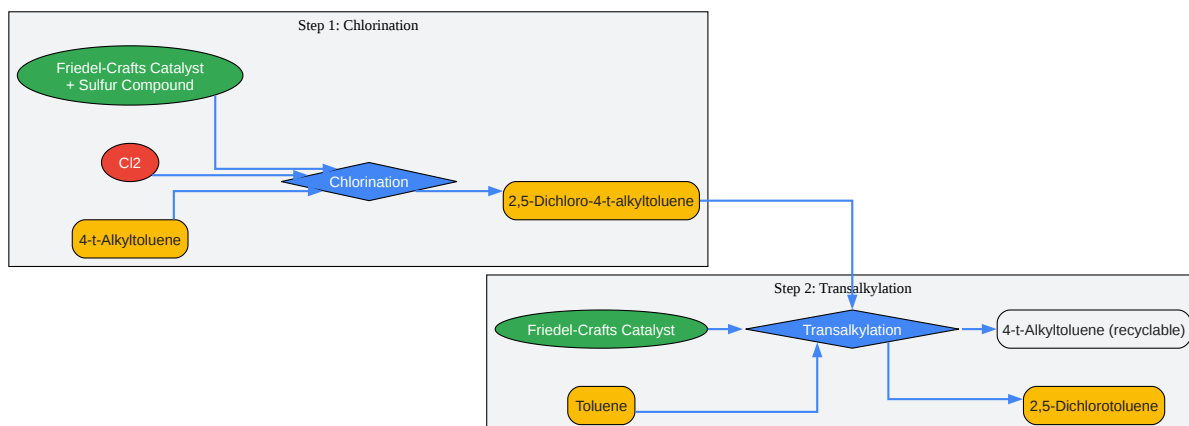 Step 1: Chlorination
Friedel-Crafts Catalyst
+ Sulfur Compound
Cl2
Chlorination
4-t-Alkyltoluene
2,5-Dichloro-4-t-alkyltoluene
Step 2: Transalkylation
Friedel-Crafts Catalyst
Transalkylation
4-t-Alkyltoluene (recyclable)
Toluene
2,5-Dichlorotoluene